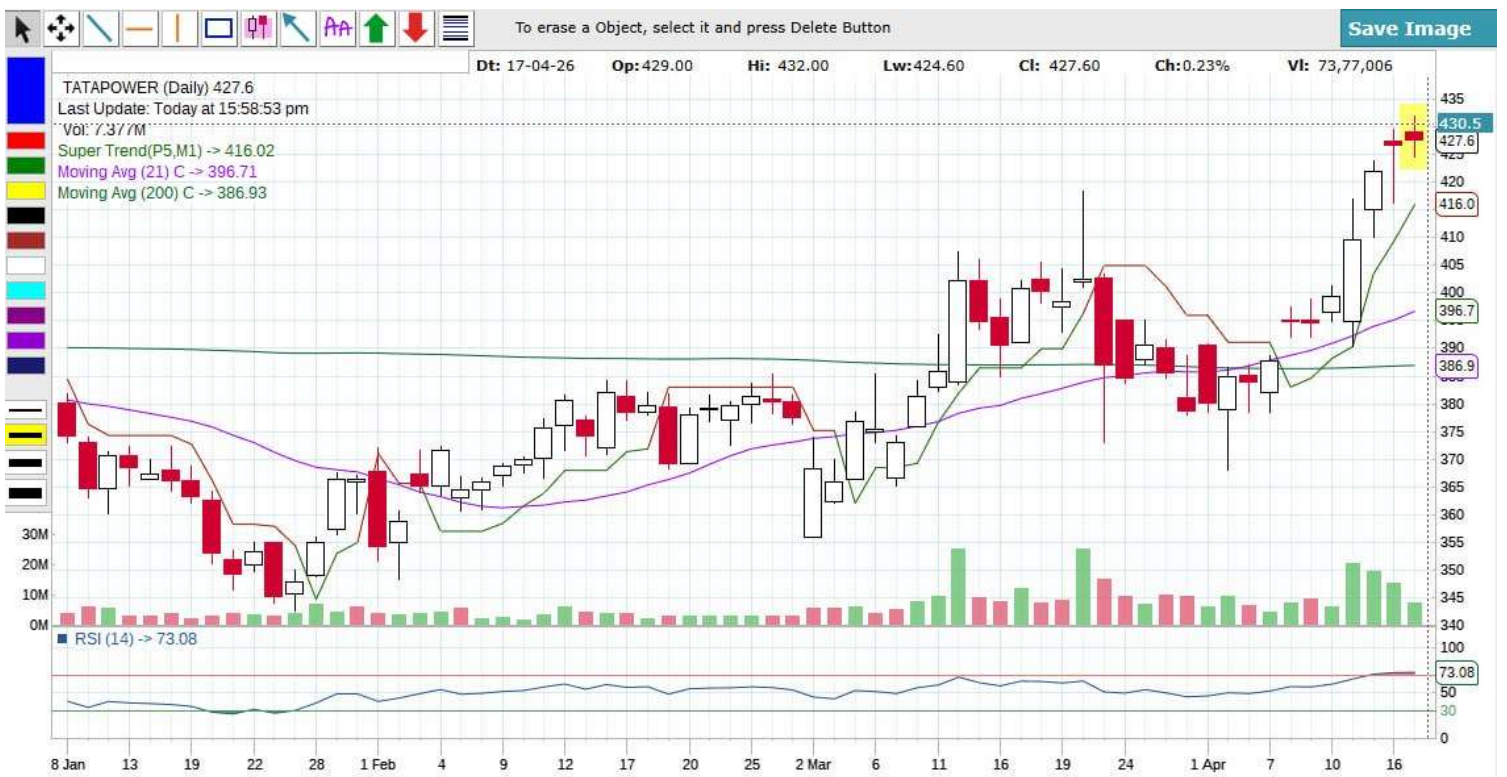 AA
To erase a Object, select it and press Delete Button
Save Image
Dt: 17-04-26 Op:429.00 Hi: 432.00 Lw:424.60 Cl: 427.60 Ch:0.23% Vl: 73,77,006
TATAPOWER (Daily) 427.6
Last Update: Today at 15:58:53 pm
Vol: 7.377M
Super Trend(P5,M1) -> 416.02
Moving Avg (21) C -> 396.71
Moving Avg (200) C -> 386.93
435
430.5
427.6
425
420
416.0
410
405
400
396.7
390
386.9
385
380
375
370
365
360
355
350
345
340
30M
20M
10M
0M
RSI (14) -> 73.08
100
73.08
50
30
0
8 Jan 13 19 22 28 1 Feb 4 9 12 17 20 25 2 Mar 6 11 16 19 24 1 Apr 7 10 16